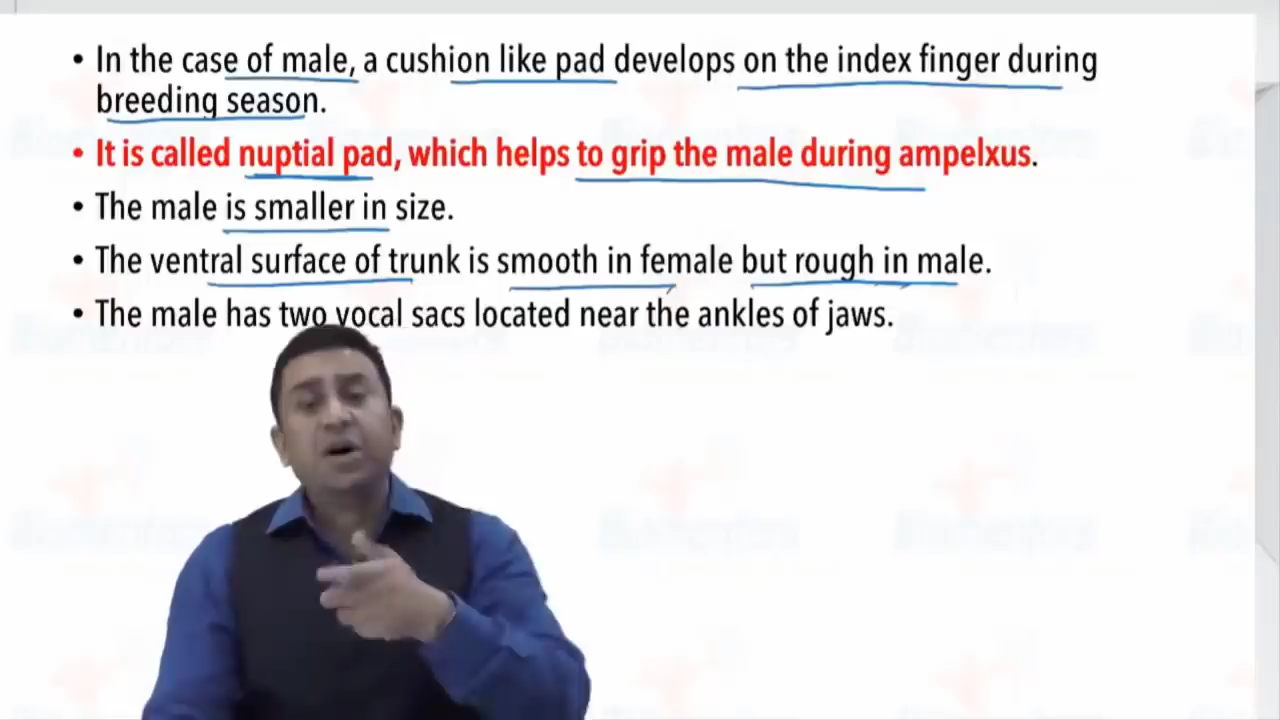 • In the case of male, a cushion like pad develops on the index finger during
breeding season.
• It is called nuptial pad, which helps to grip the male during ampelxus.
• The male is smaller in size.
• The ventral surface of trunk is smooth in female but rough in male.
• The male has two vocal sacs located near the ankles of jaws.